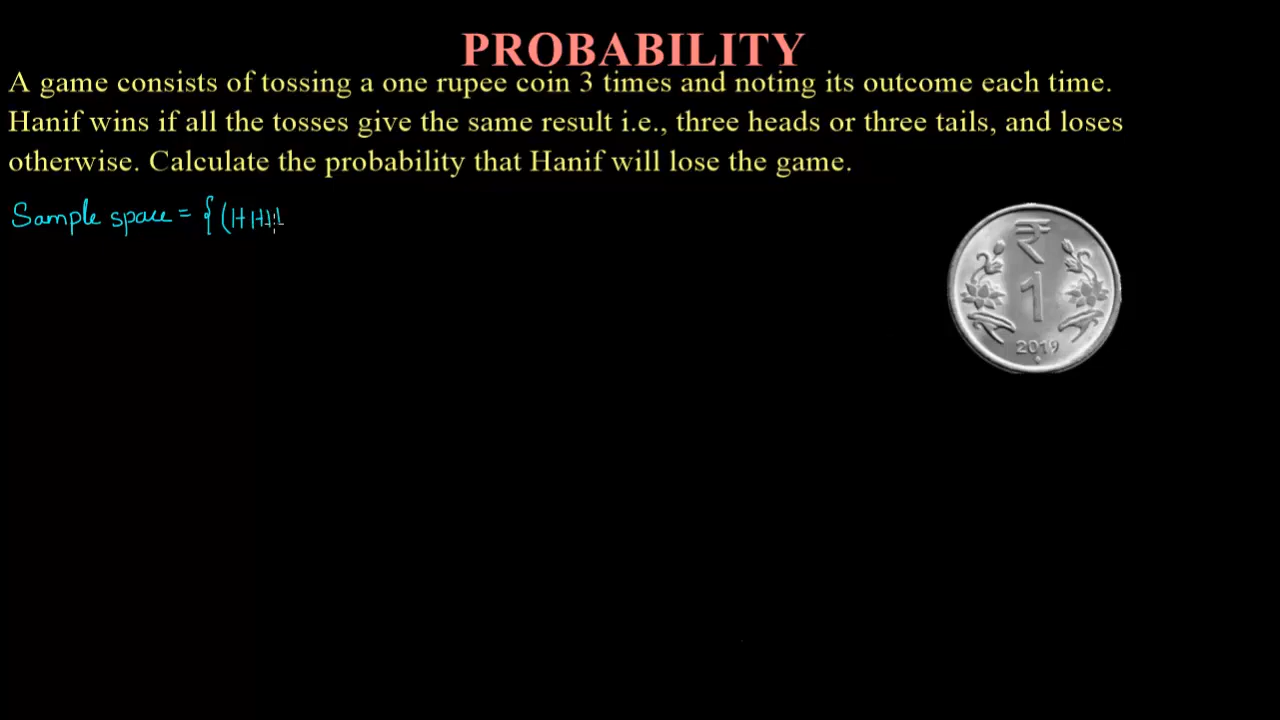 PROBABILITY
A game consists of tossing a one rupee coin 3 times and noting its outcome each time.
Hanif wins if all the tosses give the same result i.e., three heads or three tails, and loses
otherwise. Calculate the probability that Hanif will lose the game.
Sample space = { (HHH
₹
1
2019